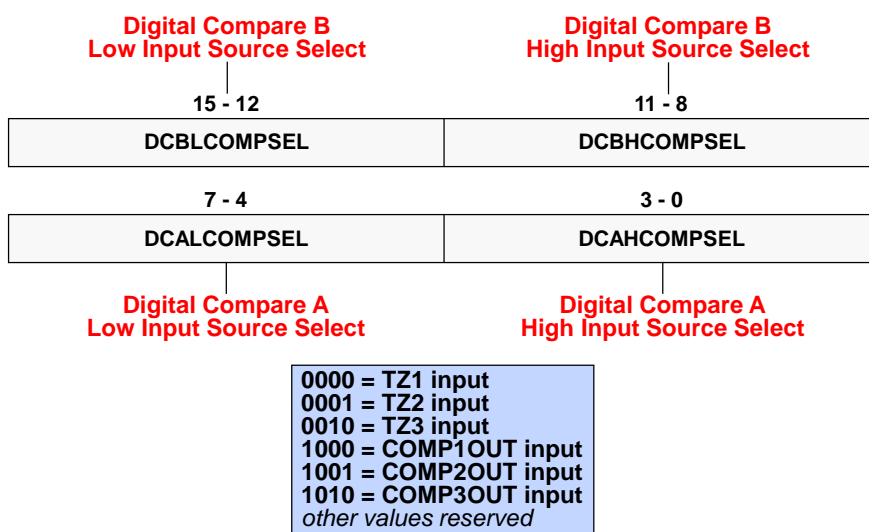 Digital Compare B
Low Input Source Select
Digital Compare B
High Input Source Select
15 - 12
11 - 8
DCBLCOMPSEL
DCBHCOMPSEL
7 - 4
3 - 0
DCALCOMPSEL
DCAHCOMPSEL
Digital Compare A
Low Input Source Select
Digital Compare A
High Input Source Select
0000 = TZ1 input
0001 = TZ2 input
0010 = TZ3 input
1000 = COMP1OUT input
1001 = COMP2OUT input
1010 = COMP3OUT input
other values reserved